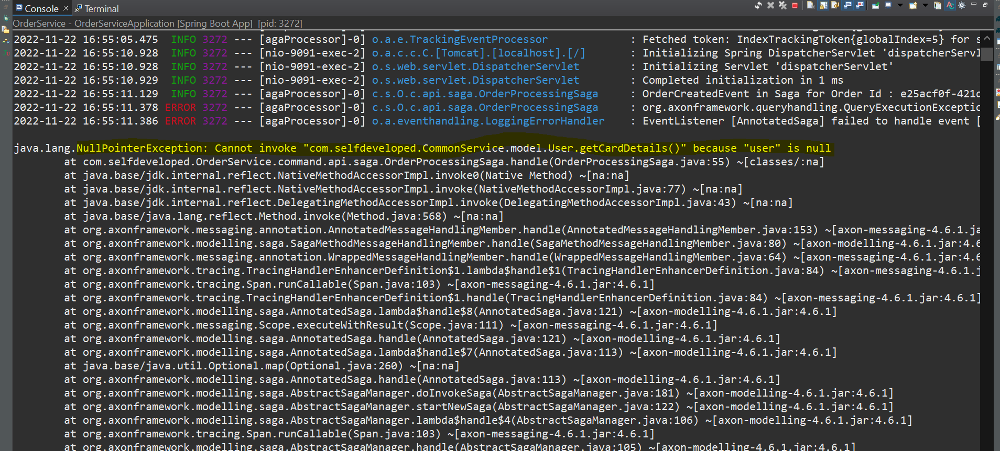 Console
Terminal
OrderService - OrderServiceApplication [Spring Boot App] [pid: 3272]
2022-11-22 16:55:05.475  INFO 3272 --- [agaProcessor]-0] o.a.e.TrackingEventProcessor             : Fetched token: IndexTrackingToken{globalIndex=5} for s
2022-11-22 16:55:10.928  INFO 3272 --- [nio-9091-exec-2] o.a.c.c.C.[Tomcat].[localhost].[/]       : Initializing Spring DispatcherServlet 'dispatcherServl
2022-11-22 16:55:10.928  INFO 3272 --- [nio-9091-exec-2] o.s.web.servlet.DispatcherServlet        : Initializing Servlet 'dispatcherServlet'
2022-11-22 16:55:10.929  INFO 3272 --- [nio-9091-exec-2] o.s.web.servlet.DispatcherServlet        : Completed initialization in 1 ms
2022-11-22 16:55:11.129  INFO 3272 --- [agaProcessor]-0] c.s.O.c.api.saga.OrderProcessingSaga     : OrderCreatedEvent in Saga for Order Id : e25acf0f-421d
2022-11-22 16:55:11.378 ERROR 3272 --- [agaProcessor]-0] c.s.O.c.api.saga.OrderProcessingSaga     : org.axonframework.queryhandling.QueryExecutionExceptio
2022-11-22 16:55:11.386 ERROR 3272 --- [agaProcessor]-0] o.a.eventhandling.LoggingErrorHandler    : EventListener [AnnotatedSaga] failed to handle event [
java.lang.NullPointerException: Cannot invoke "com.selfdeveloped.CommonService.model.User.getCardDetails()" because "user" is null
at com.selfdeveloped.OrderService.command.api.saga.OrderProcessingSaga.handle(OrderProcessingSaga.java:55) ~[classes/:na]
at java.base/jdk.internal.reflect.NativeMethodAccessorImpl.invoke0(Native Method) ~[na:na]
at java.base/jdk.internal.reflect.NativeMethodAccessorImpl.invoke(NativeMethodAccessorImpl.java:77) ~[na:na]
at java.base/jdk.internal.reflect.DelegatingMethodAccessorImpl.invoke(DelegatingMethodAccessorImpl.java:43) ~[na:na]
at java.base/java.lang.reflect.Method.invoke(Method.java:568) ~[na:na]
at org.axonframework.messaging.annotation.AnnotatedMessageHandlingMember.handle(AnnotatedMessageHandlingMember.java:153) ~[axon-messaging-4.6.1.ja
at org.axonframework.modelling.saga.SagaMethodMessageHandlingMember.handle(SagaMethodMessageHandlingMember.java:80) ~[axon-modelling-4.6.1.jar:4.6
at org.axonframework.messaging.annotation.WrappedMessageHandlingMember.handle(WrappedMessageHandlingMember.java:64) ~[axon-messaging-4.6.1.jar:4.6
at org.axonframework.tracing.TracingHandlerEnhancerDefinition$1.lambda$handle$1(TracingHandlerEnhancerDefinition.java:84) ~[axon-messaging-4.6.1.j
at org.axonframework.tracing.Span.runCallable(Span.java:103) ~[axon-messaging-4.6.1.jar:4.6.1]
at org.axonframework.tracing.TracingHandlerEnhancerDefinition$1.handle(TracingHandlerEnhancerDefinition.java:84) ~[axon-messaging-4.6.1.jar:4.6.1]
at org.axonframework.modelling.saga.AnnotatedSaga.lambda$handle$8(AnnotatedSaga.java:121) ~[axon-modelling-4.6.1.jar:4.6.1]
at org.axonframework.messaging.Scope.executeWithResult(Scope.java:111) ~[axon-messaging-4.6.1.jar:4.6.1]
at org.axonframework.modelling.saga.AnnotatedSaga.handle(AnnotatedSaga.java:121) ~[axon-modelling-4.6.1.jar:4.6.1]
at org.axonframework.modelling.saga.AnnotatedSaga.lambda$handle$7(AnnotatedSaga.java:113) ~[axon-modelling-4.6.1.jar:4.6.1]
at java.base/java.util.Optional.map(Optional.java:260) ~[na:na]
at org.axonframework.modelling.saga.AnnotatedSaga.handle(AnnotatedSaga.java:113) ~[axon-modelling-4.6.1.jar:4.6.1]
at org.axonframework.modelling.saga.AbstractSagaManager.doInvokeSaga(AbstractSagaManager.java:181) ~[axon-modelling-4.6.1.jar:4.6.1]
at org.axonframework.modelling.saga.AbstractSagaManager.startNewSaga(AbstractSagaManager.java:122) ~[axon-modelling-4.6.1.jar:4.6.1]
at org.axonframework.modelling.saga.AbstractSagaManager.lambda$handle$4(AbstractSagaManager.java:106) ~[axon-modelling-4.6.1.jar:4.6.1]
at org.axonframework.tracing.Span.runCallable(Span.java:103) ~[axon-messaging-4.6.1.jar:4.6.1]
at org.axonframework.modelling.saga.AbstractSagaManager.handle(AbstractSagaManager.java:105) ~[axon-modelling-4.6.1.jar:4.6.1]